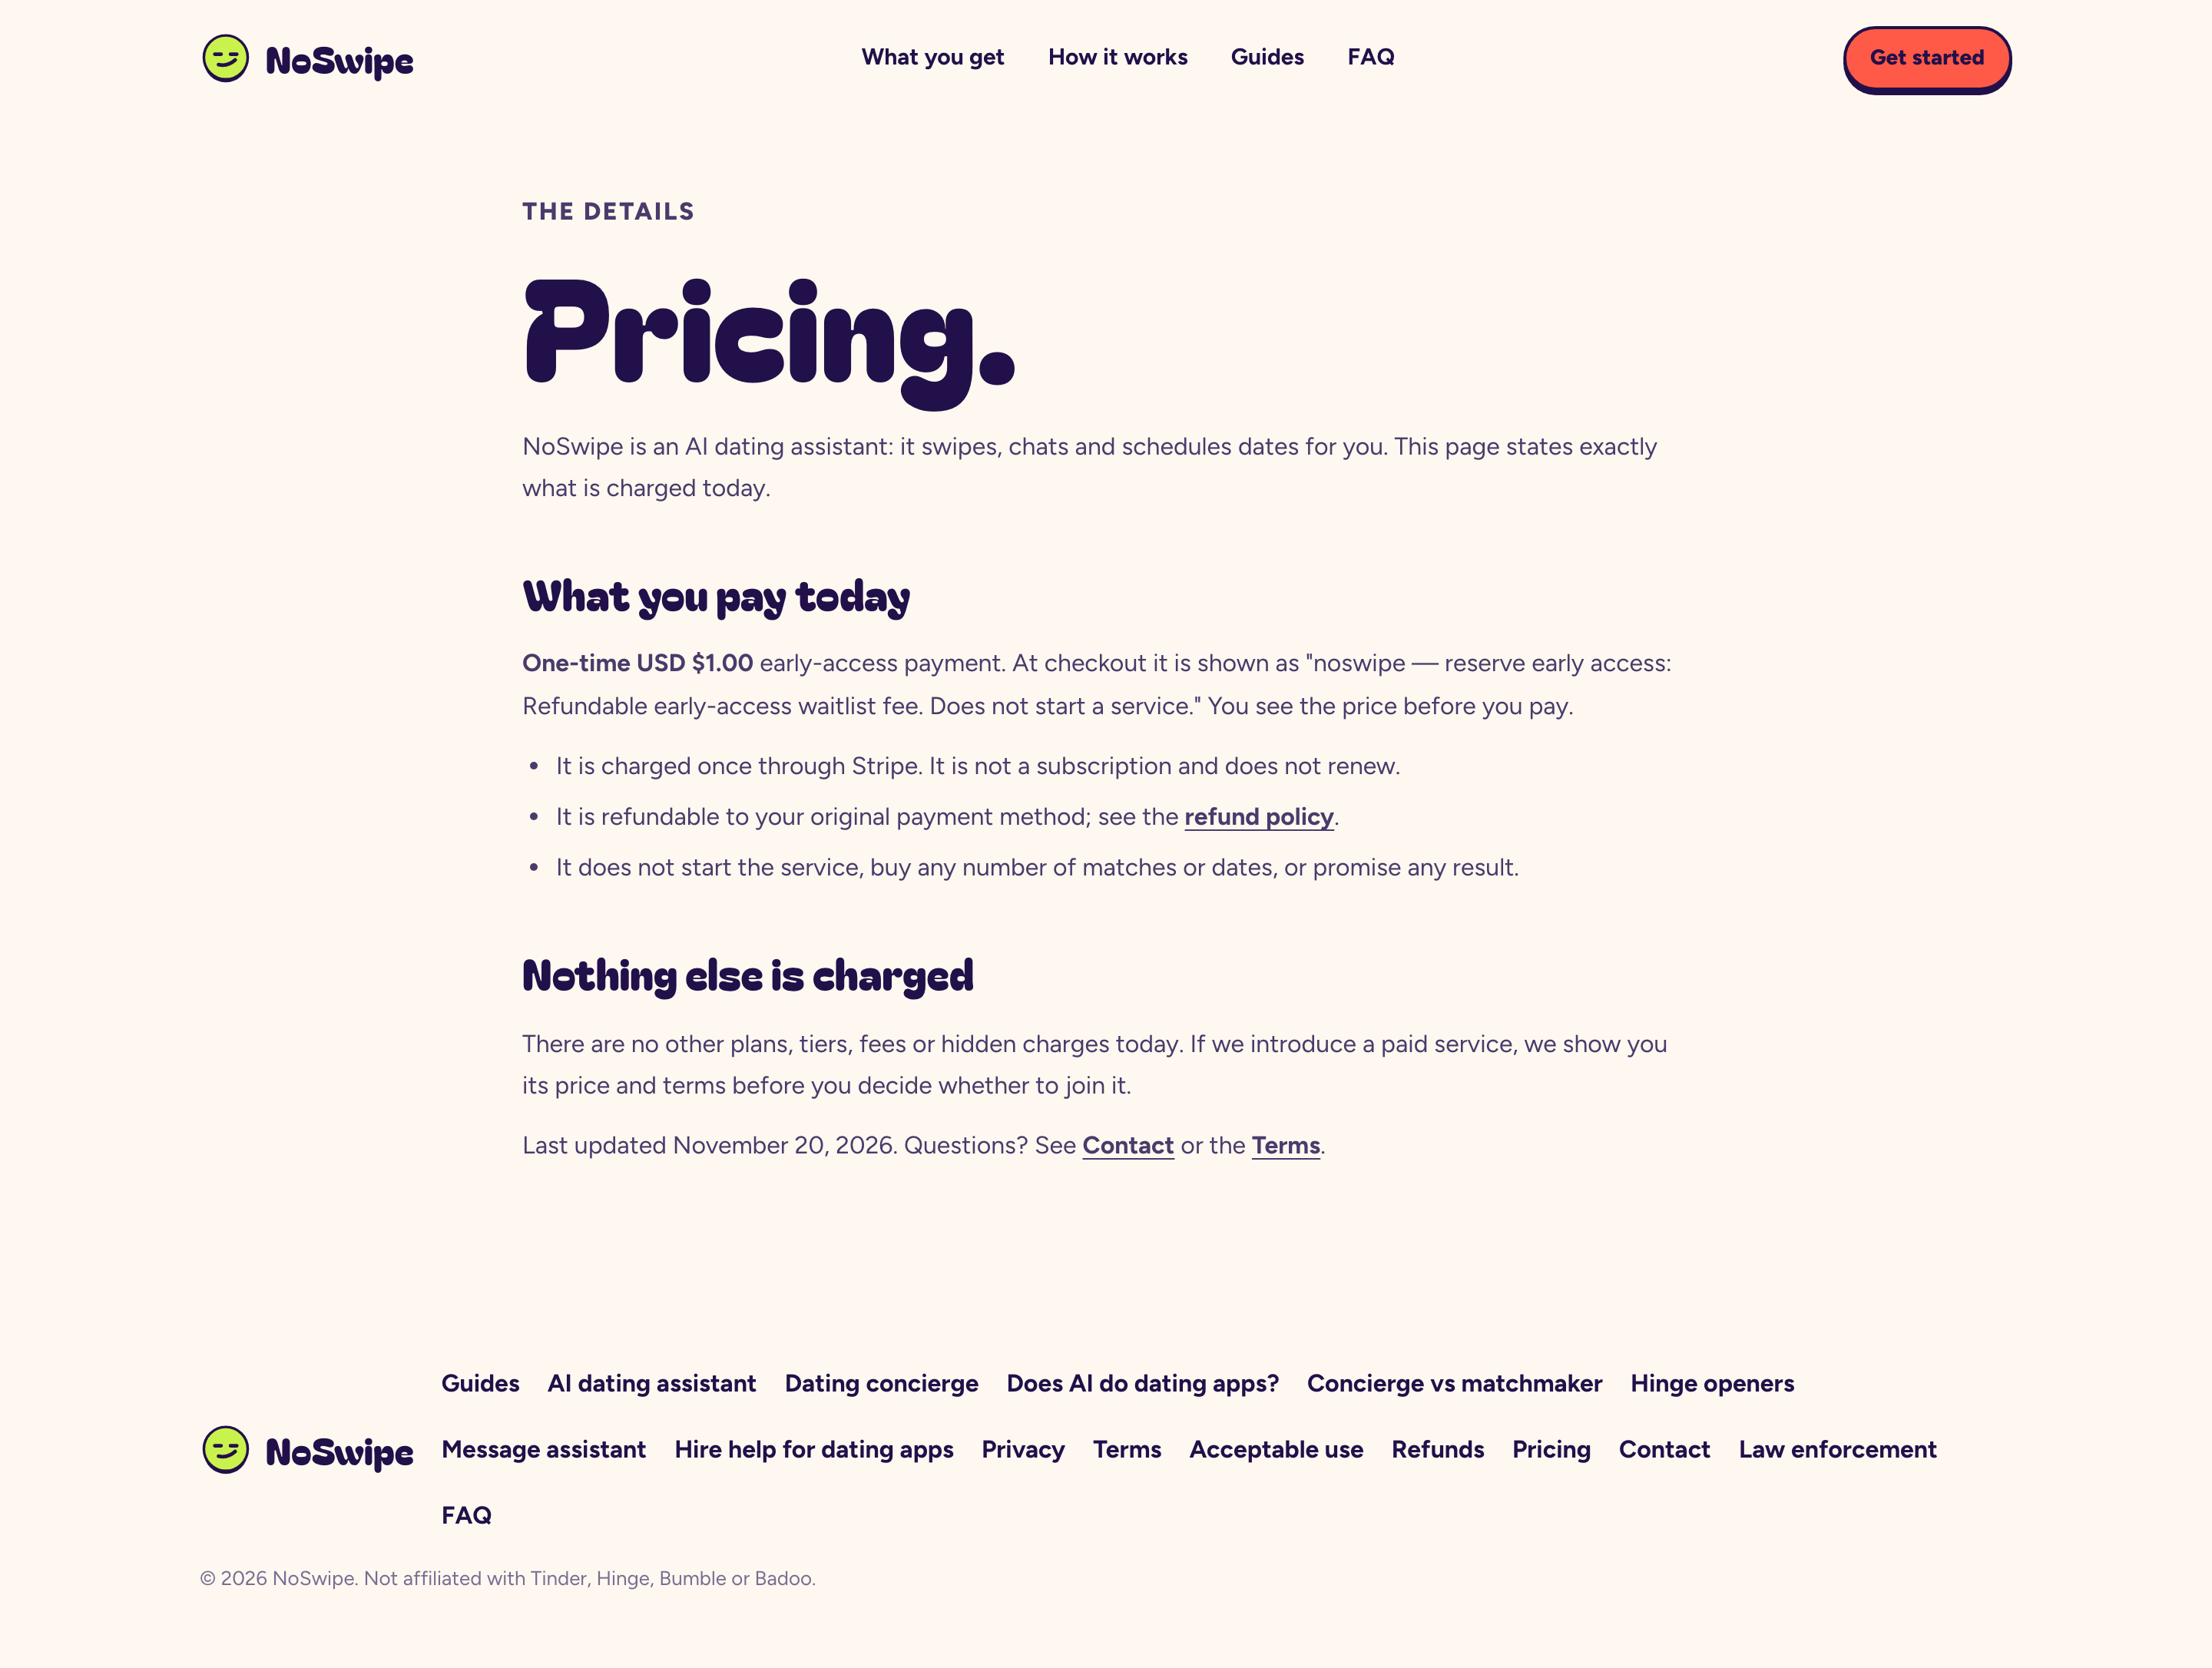 NoSwipe
What you get
How it works
Guides
FAQ
Get started
THE DETAILS
Pricing.
NoSwipe is an AI dating assistant: it swipes, chats and schedules dates for you. This page states exactly
what is charged today.
What you pay today
One-time USD $1.00 early-access payment. At checkout it is shown as "noswipe — reserve early access:
Refundable early-access waitlist fee. Does not start a service." You see the price before you pay.
It is charged once through Stripe. It is not a subscription and does not renew.
It is refundable to your original payment method; see the refund policy.
It does not start the service, buy any number of matches or dates, or promise any result.
Nothing else is charged
There are no other plans, tiers, fees or hidden charges today. If we introduce a paid service, we show you
its price and terms before you decide whether to join it.
Last updated November 20, 2026. Questions? See Contact or the Terms.
NoSwipe
Guides AI dating assistant Dating concierge Does AI do dating apps? Concierge vs matchmaker Hinge openers
Message assistant Hire help for dating apps Privacy Terms Acceptable use Refunds Pricing Contact Law enforcement
FAQ
© 2026 NoSwipe. Not affiliated with Tinder, Hinge, Bumble or Badoo.